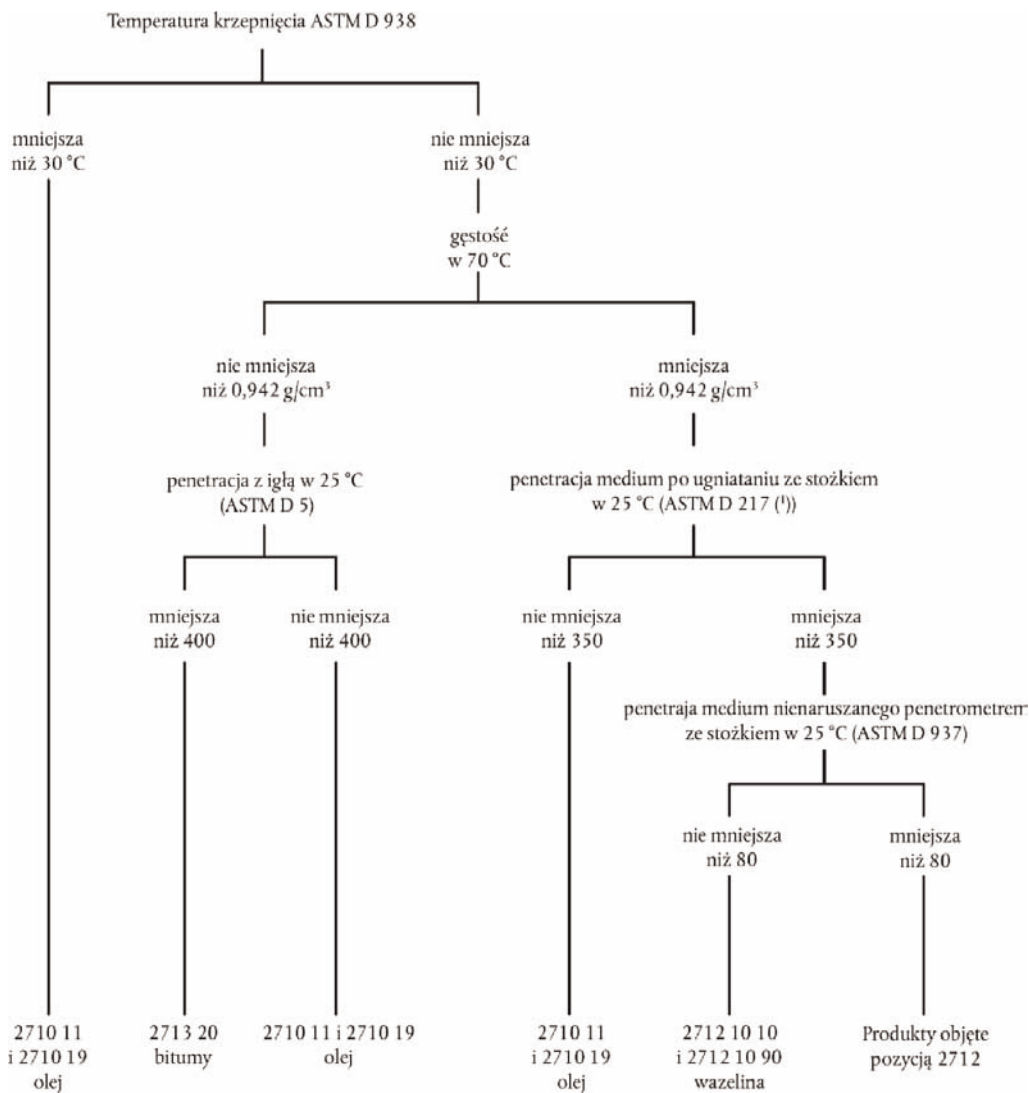 Temperatura krzepnięcia ASTM D 938
mniejsza
niż 30 °C
nie mniejsza
niż 30 °C
gęstość
w 70 °C
nie mniejsza
niż 0,942 g/cm³
mniejsza
niż 0,942 g/cm³
penetracja z igłą w 25 °C
(ASTM D 5)
penetracja medium po ugniataniu ze stożkiem
w 25 °C (ASTM D 217 (¹))
mniejsza
niż 400
nie mniejsza
niż 400
nie mniejsza
niż 350
mniejsza
niż 350
penetraja medium nienaruszanego penetrometrem
ze stożkiem w 25 °C (ASTM D 937)
nie mniejsza
niż 80
mniejsza
niż 80
2710 11
i 2710 19
olej
2713 20
bitumy
2710 11 i 2710 19
olej
2710 11
i 2710 19
olej
2712 10 10
i 2712 10 90
wazelina
Produkty objęte
pozycją 2712